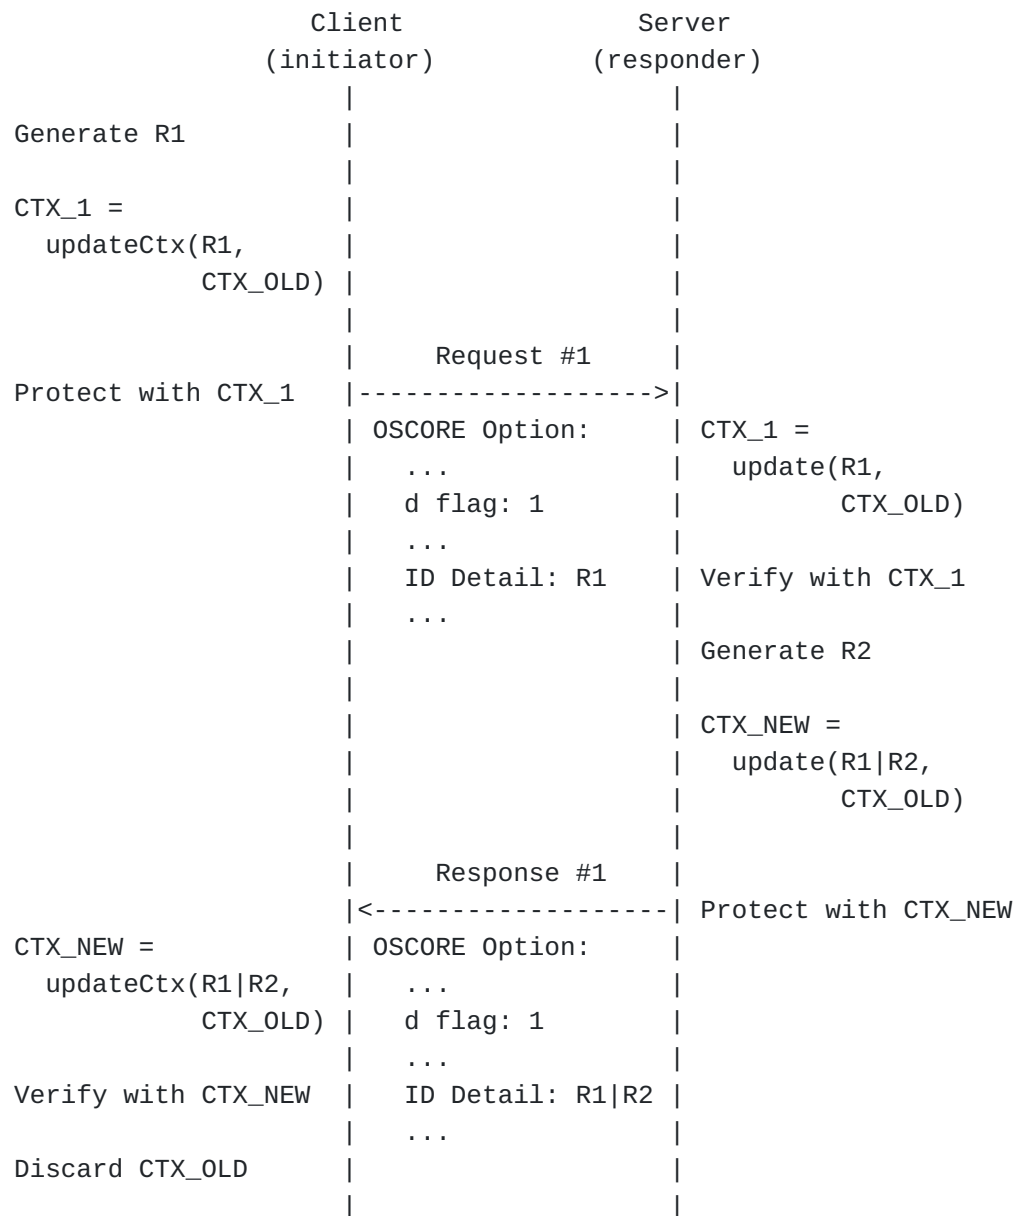 Client               Server
                (initiator)          (responder)
                     |                    |
Generate R1          |                    |
                     |                    |
CTX_1 =              |                    |
  updateCtx(R1,      |                    |
            CTX_OLD) |                    |
                     |                    |
                     |     Request #1     |
Protect with CTX_1   |------------------->|
                     | OSCORE Option:     | CTX_1 =
                     |   ...              |   update(R1,
                     |   d flag: 1        |          CTX_OLD)
                     |   ...              |
                     |   ID Detail: R1    | Verify with CTX_1
                     |   ...              |
                     |                    | Generate R2
                     |                    |
                     |                    | CTX_NEW =
                     |                    |   update(R1|R2,
                     |                    |          CTX_OLD)
                     |                    |
                     |     Response #1    |
                     |<-------------------| Protect with CTX_NEW
CTX_NEW =            | OSCORE Option:     |
  updateCtx(R1|R2,   |   ...              |
            CTX_OLD) |   d flag: 1        |
                     |   ...              |
Verify with CTX_NEW  |   ID Detail: R1|R2 |
                     |   ...              |
Discard CTX_OLD      |                    |
                     |                    |